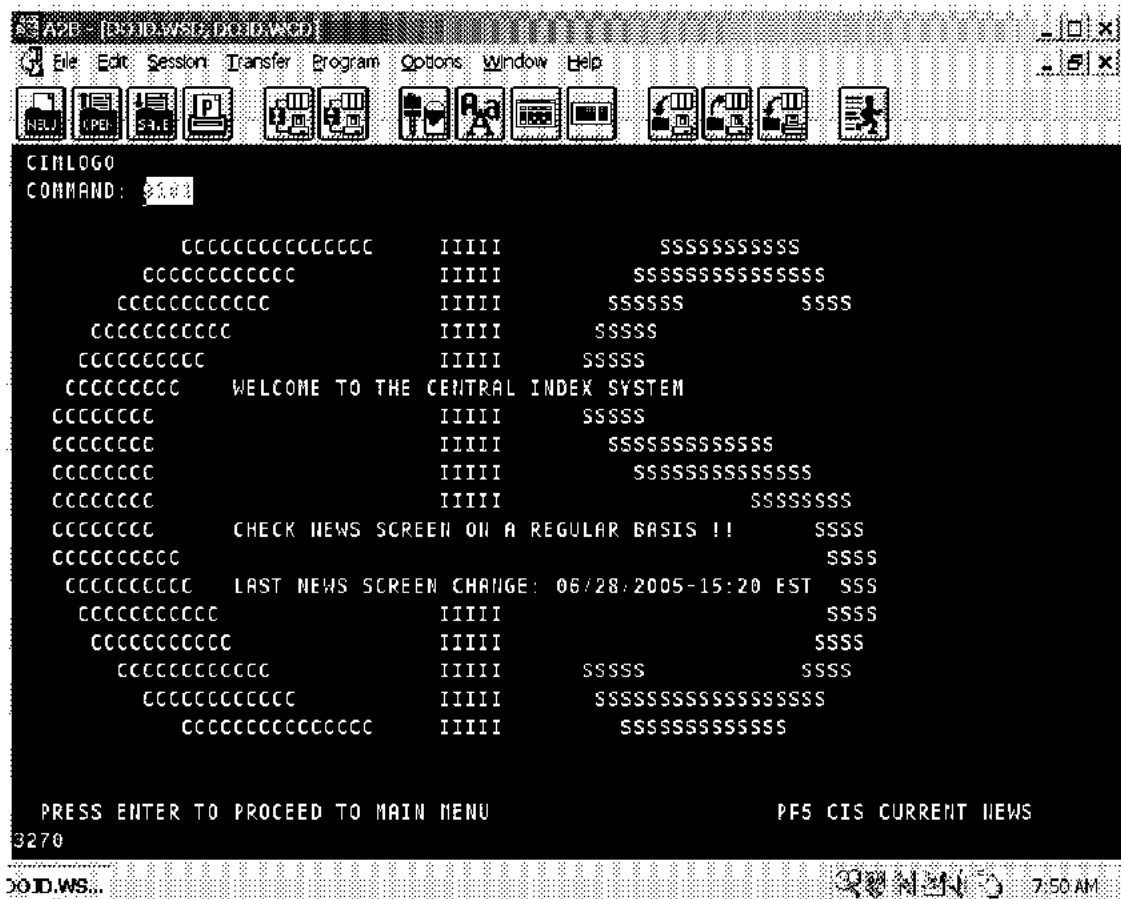 File Edit Session Transfer Program Options Window Help
NEW OPEN SAVE
CIMLOGO
COMMAND:
CCCCCCCCCCCCCCC IIIII SSSSSSSSSSS
CCCCCCCCCCCC IIIII SSSSSSSSSSSSSSS
CCCCCCCCCCCC IIIII SSSSSS SSSS
CCCCCCCCCCC IIIII SSSSS
CCCCCCCCCC IIIII SSSSS
CCCCCCCCC WELCOME TO THE CENTRAL INDEX SYSTEM
CCCCCCCC IIIII SSSSS
CCCCCCCC IIIII SSSSSSSSSSSSS
CCCCCCCC IIIII SSSSSSSSSSSSSS
CCCCCCCC IIIII SSSSSSSS
CCCCCCCC CHECK NEWS SCREEN ON A REGULAR BASIS !! SSSS
CCCCCCCCCC SSSS
CCCCCCCCCC LAST NEWS SCREEN CHANGE: 06/28/2005-15:20 EST SSS
CCCCCCCCCCC IIIII SSSS
CCCCCCCCCCC IIIII SSSS
CCCCCCCCCCCC IIIII SSSSS SSSS
CCCCCCCCCCCC IIIII SSSSSSSSSSSSSSSSSS
CCCCCCCCCCCCCCC IIIII SSSSSSSSSSSSS
PRESS ENTER TO PROCEED TO MAIN MENU PF5 CIS CURRENT NEWS
3270
7:50 AM